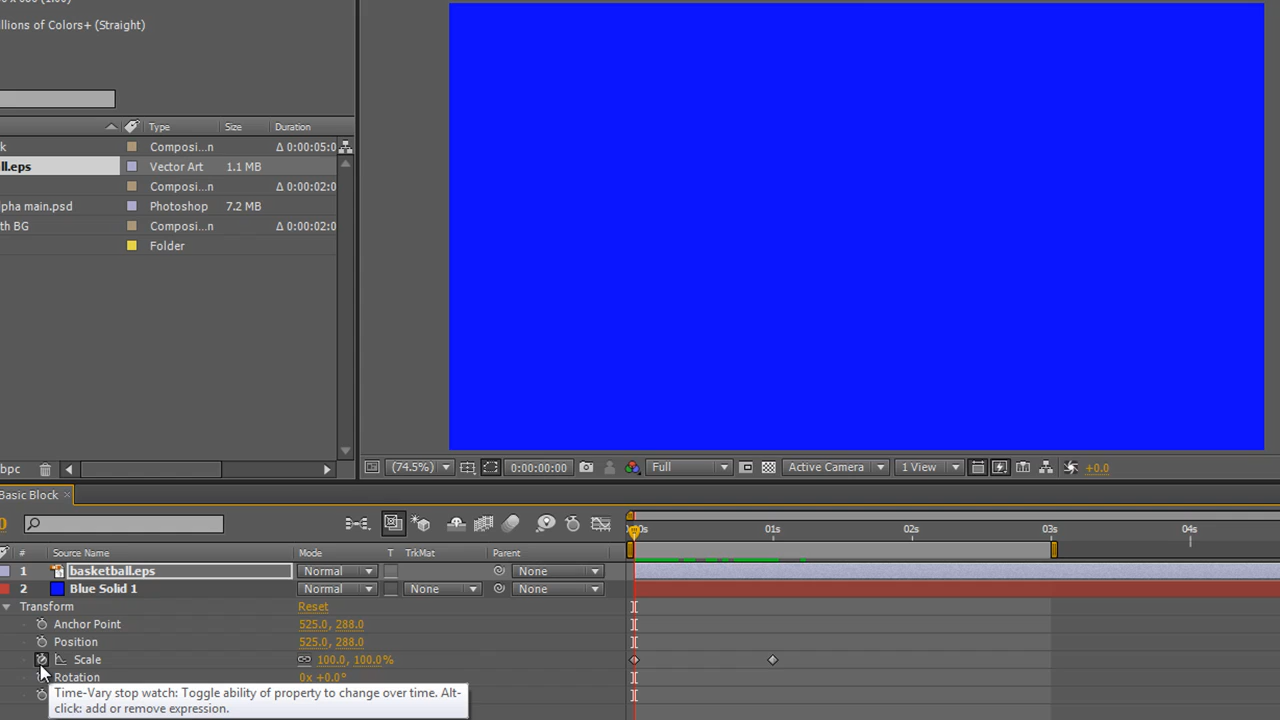 llions of Colors+ (Straight)
Type Size Duration
k Composi...n Δ 0:00:05:0
ll.eps Vector Art 1.1 MB
Composi...n Δ 0:00:02:0
lpha main.psd Photoshop 7.2 MB
th BG Composi...n Δ 0:00:02:0
Folder
bpc
(74.5%) 0:00:00:00 Full Active Camera 1 View +0.0
Basic Block ×
0 01s 02s 03s 04s
# Source Name Mode T TrkMat Parent
1 basketball.eps Normal None
2 Blue Solid 1 Normal None None
Transform Reset
Anchor Point 525.0, 288.0
Position 525.0, 288.0
Scale 100.0, 100.0%
Rotation 0x +0.0°
Time-Vary stop watch: Toggle ability of property to change over time. Alt-
click: add or remove expression.